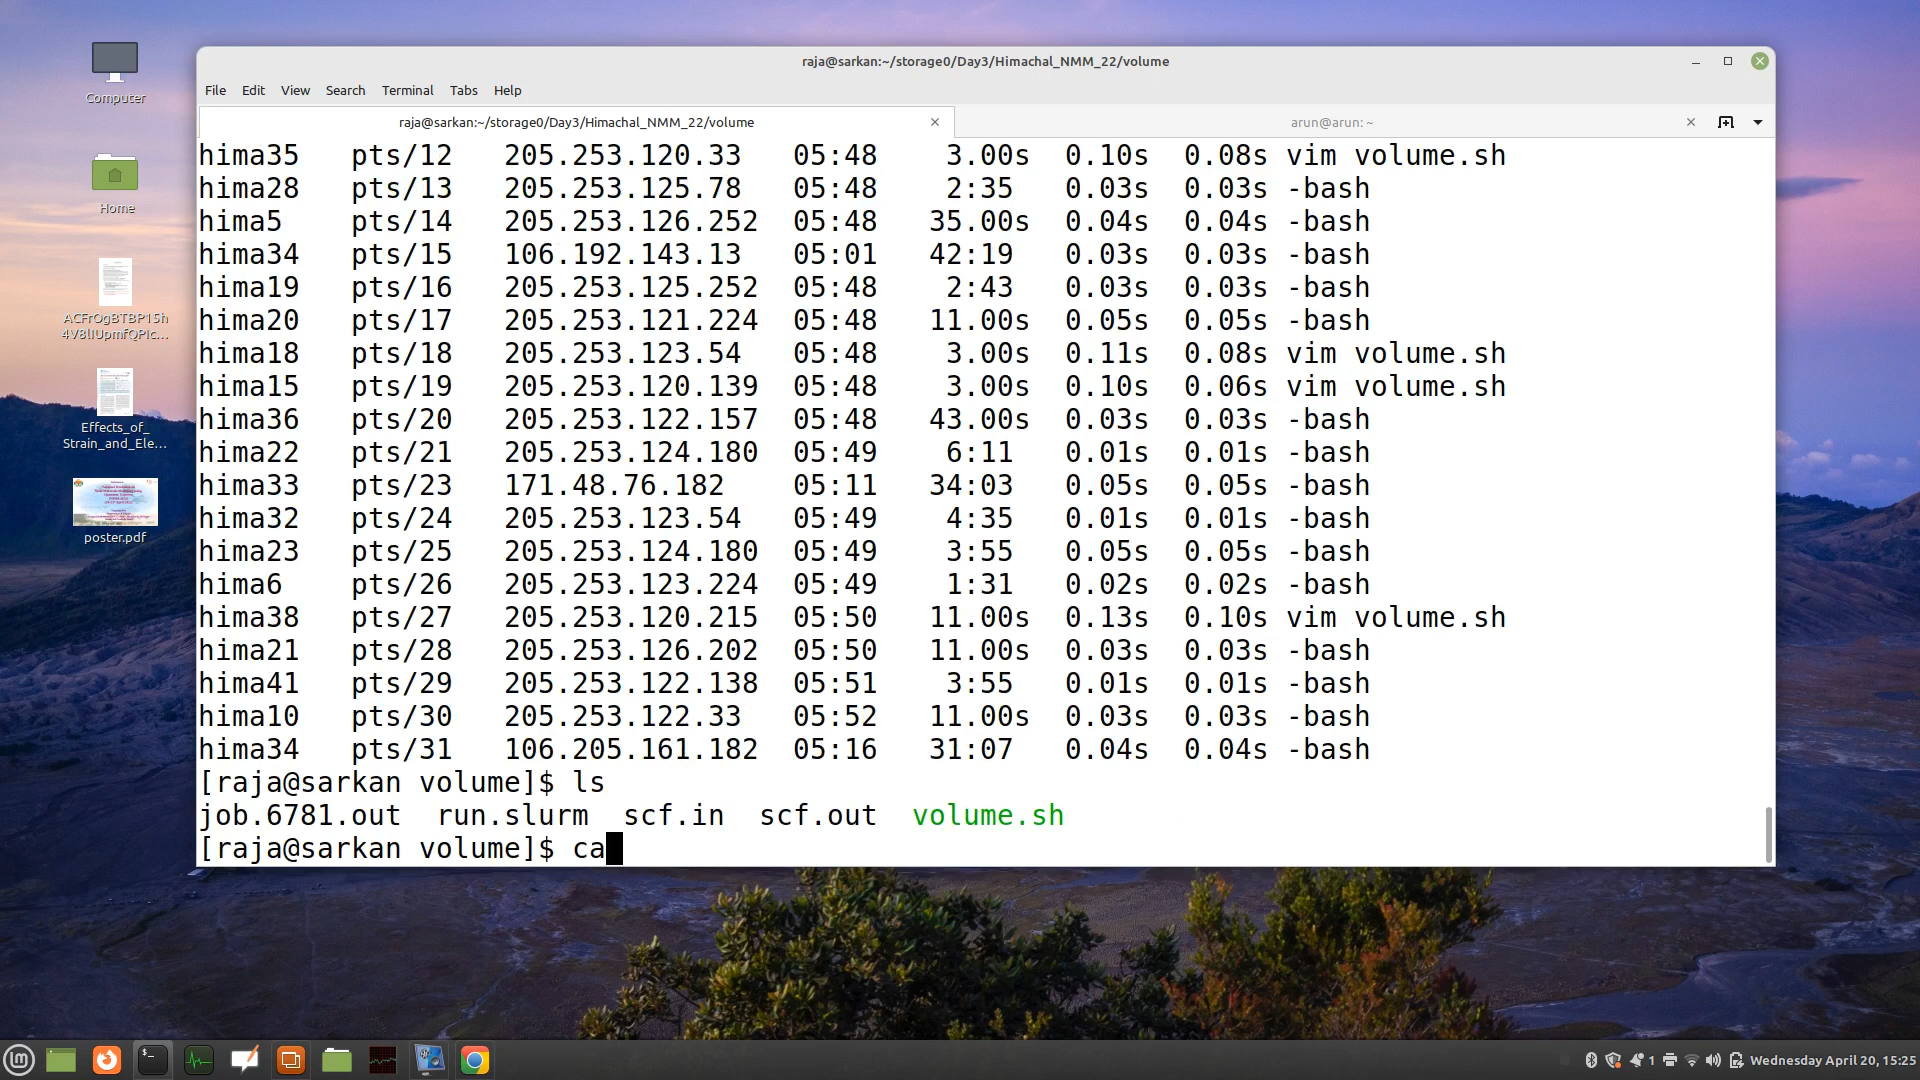 raja@sarkan:~/storage0/Day3/Himachal_NMM_22/volume
File Edit View Search Terminal Tabs Help
raja@sarkan:~/storage0/Day3/Himachal_NMM_22/volume
arun@arun: ~
hima35 pts/12 205.253.120.33 05:48 3.00s 0.10s 0.08s vim volume.sh
hima28 pts/13 205.253.125.78 05:48 2:35 0.03s 0.03s -bash
hima5 pts/14 205.253.126.252 05:48 35.00s 0.04s 0.04s -bash
hima34 pts/15 106.192.143.13 05:01 42:19 0.03s 0.03s -bash
hima19 pts/16 205.253.125.252 05:48 2:43 0.03s 0.03s -bash
hima20 pts/17 205.253.121.224 05:48 11.00s 0.05s 0.05s -bash
hima18 pts/18 205.253.123.54 05:48 3.00s 0.11s 0.08s vim volume.sh
hima15 pts/19 205.253.120.139 05:48 3.00s 0.10s 0.06s vim volume.sh
hima36 pts/20 205.253.122.157 05:48 43.00s 0.03s 0.03s -bash
hima22 pts/21 205.253.124.180 05:49 6:11 0.01s 0.01s -bash
hima33 pts/23 171.48.76.182 05:11 34:03 0.05s 0.05s -bash
hima32 pts/24 205.253.123.54 05:49 4:35 0.01s 0.01s -bash
hima23 pts/25 205.253.124.180 05:49 3:55 0.05s 0.05s -bash
hima6 pts/26 205.253.123.224 05:49 1:31 0.02s 0.02s -bash
hima38 pts/27 205.253.120.215 05:50 11.00s 0.13s 0.10s vim volume.sh
hima21 pts/28 205.253.126.202 05:50 11.00s 0.03s 0.03s -bash
hima41 pts/29 205.253.122.138 05:51 3:55 0.01s 0.01s -bash
hima10 pts/30 205.253.122.33 05:52 11.00s 0.03s 0.03s -bash
hima34 pts/31 106.205.161.182 05:16 31:07 0.04s 0.04s -bash
[raja@sarkan volume]$ ls
job.6781.out run.slurm scf.in scf.out volume.sh
[raja@sarkan volume]$ ca
Computer
Home
Effects_of_
Strain_and_Ele...
poster.pdf
1
Wednesday April 20, 15:25